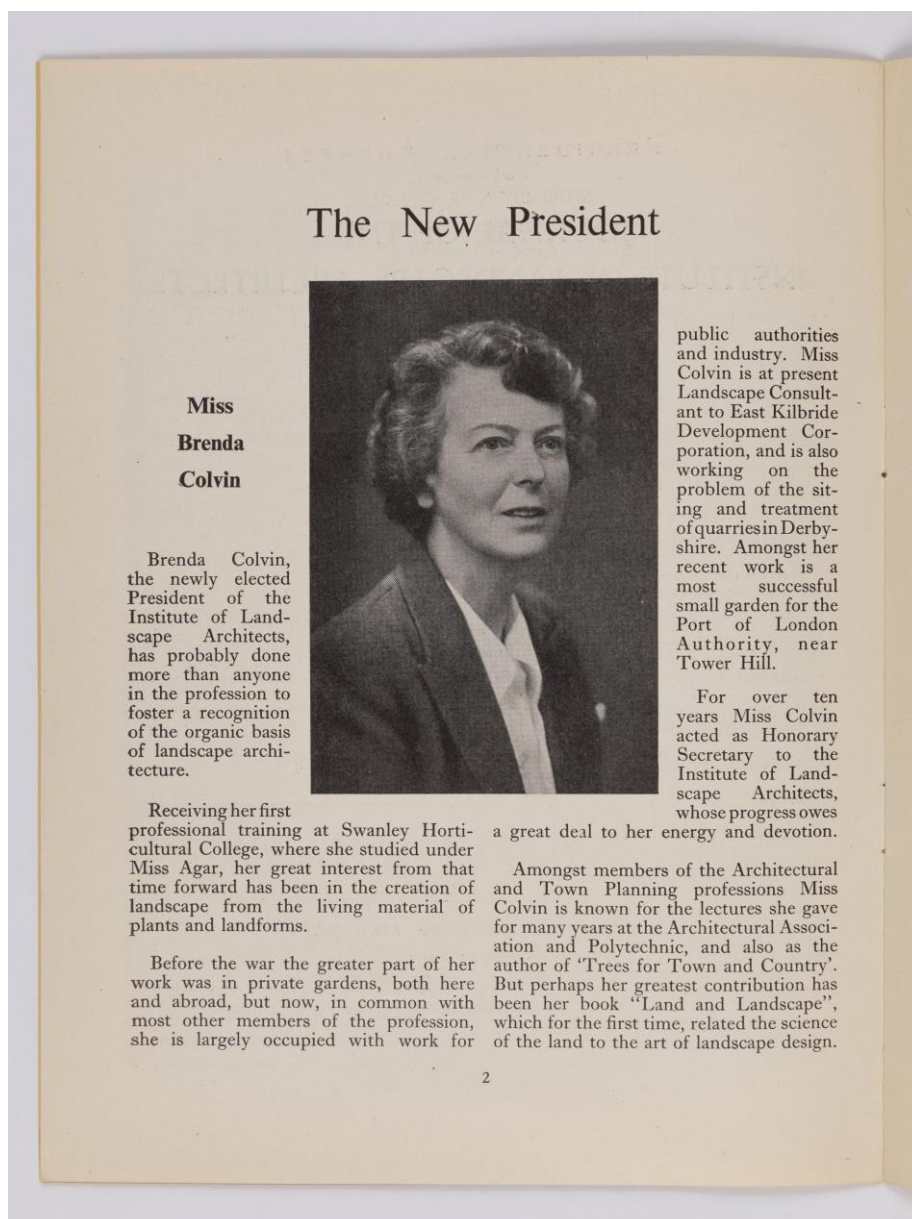 The New President
Miss
Brenda
Colvin
Brenda Colvin,
the newly elected
President of the
Institute of Land-
scape Architects,
has probably done
more than anyone
in the profession to
foster a recognition
of the organic basis
of landscape archi-
tecture.
Receiving her first
professional training at Swanley Horti-
cultural College, where she studied under
Miss Agar, her great interest from that
time forward has been in the creation of
landscape from the living material of
plants and landforms.
Before the war the greater part of her
work was in private gardens, both here
and abroad, but now, in common with
most other members of the profession,
she is largely occupied with work for
public authorities
and industry. Miss
Colvin is at present
Landscape Consult-
ant to East Kilbride
Development Cor-
poration, and is also
working on the
problem of the sit-
ing and treatment
of quarries in Derby-
shire. Amongst her
recent work is a
most successful
small garden for the
Port of London
Authority, near
Tower Hill.
For over ten
years Miss Colvin
acted as Honorary
Secretary to the
Institute of Land-
scape Architects,
whose progress owes
a great deal to her energy and devotion.
Amongst members of the Architectural
and Town Planning professions Miss
Colvin is known for the lectures she gave
for many years at the Architectural Associ-
ation and Polytechnic, and also as the
author of 'Trees for Town and Country'.
But perhaps her greatest contribution has
been her book "Land and Landscape",
which for the first time, related the science
of the land to the art of landscape design.
2